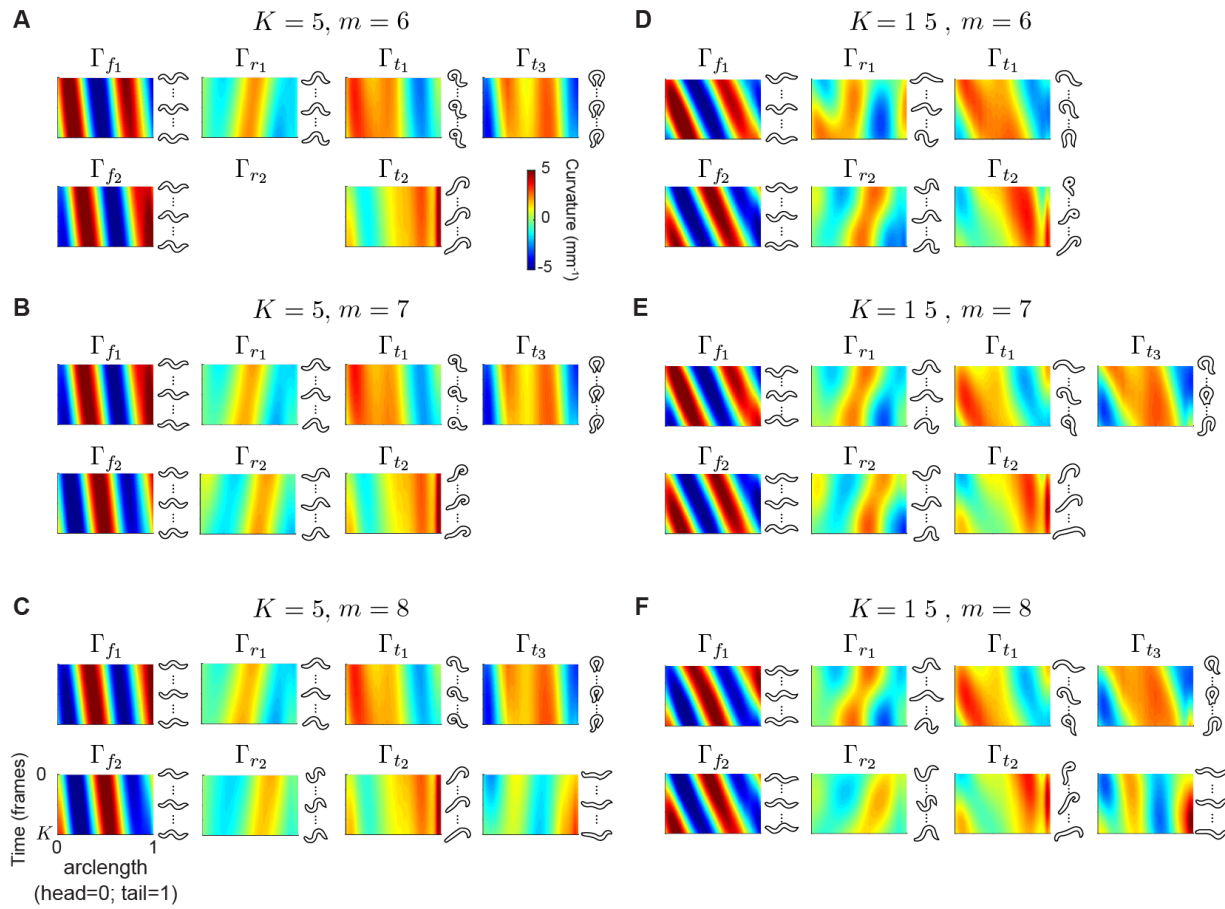 A
K = 5, m = 6
Γf1 Γr1 Γt1 Γt3
Γf2 Γr2 Γt2
5
0
-5
Curvature (mm⁻¹)
B
K = 5, m = 7
Γf1 Γr1 Γt1 Γt3
Γf2 Γr2 Γt2
C
K = 5, m = 8
Γf1 Γr1 Γt1 Γt3
Γf2 Γr2 Γt2
Time (frames)
0
K
0 1
arclength
(head=0; tail=1)
D
K = 1 5 , m = 6
Γf1 Γr1 Γt1
Γf2 Γr2 Γt2
E
K = 1 5 , m = 7
Γf1 Γr1 Γt1 Γt3
Γf2 Γr2 Γt2
F
K = 1 5 , m = 8
Γf1 Γr1 Γt1 Γt3
Γf2 Γr2 Γt2